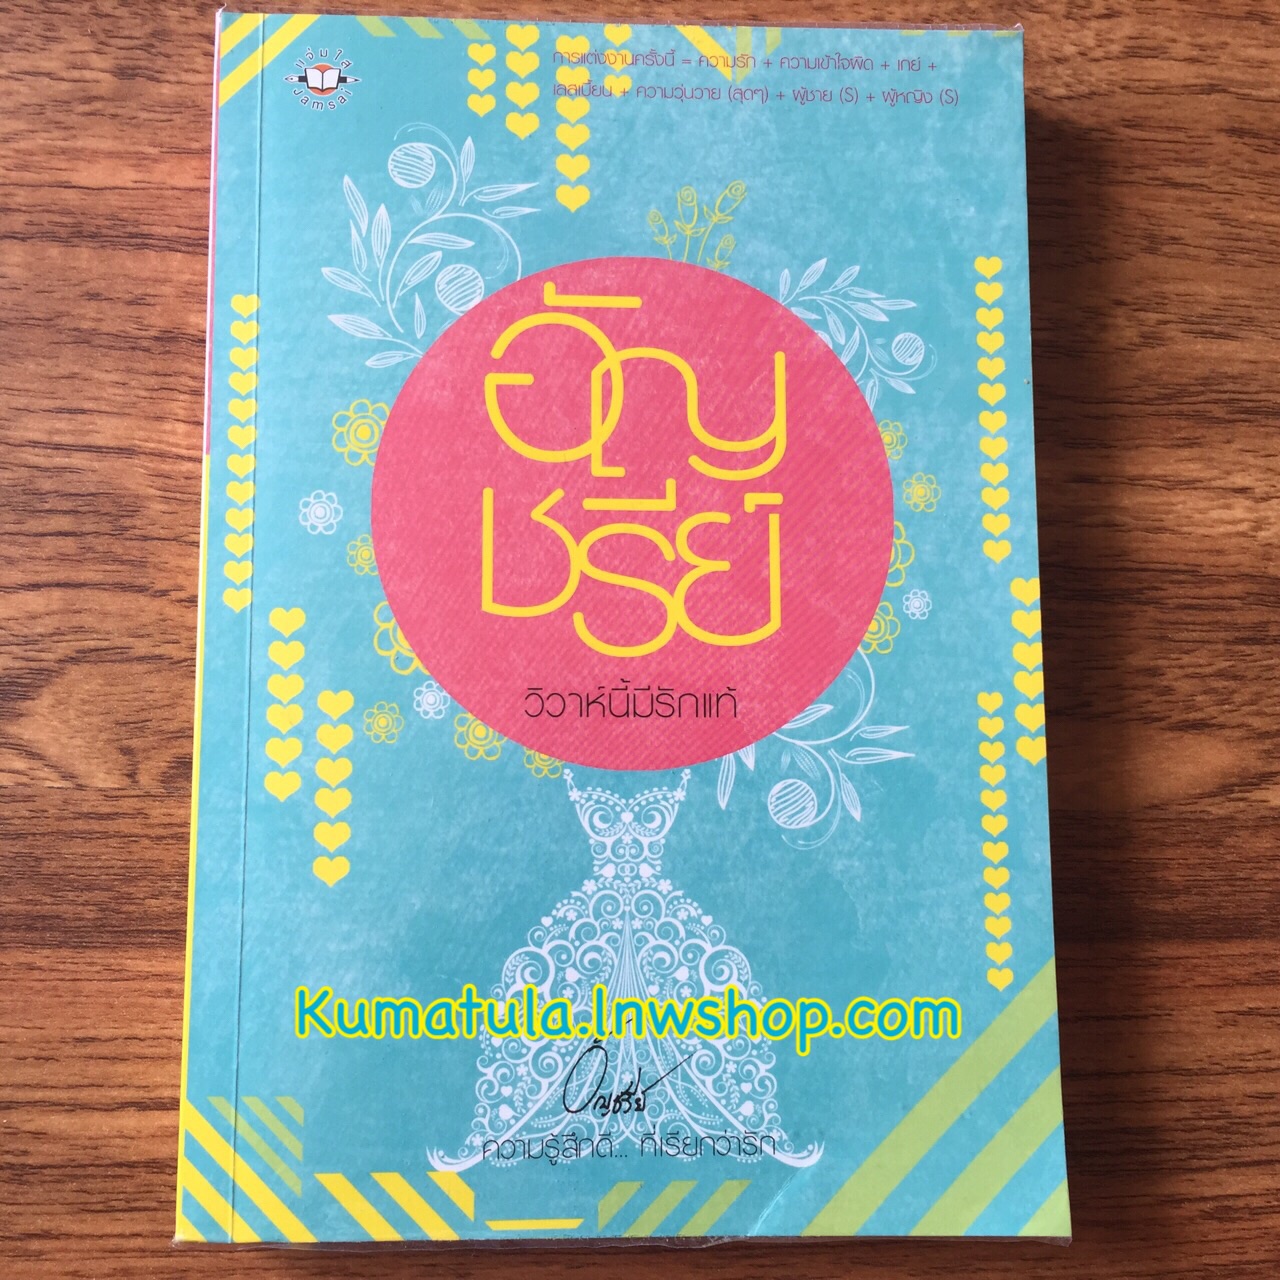 แจ่มใส
Jamsai
การแต่งงานครั้งนี้ = ความรัก + ความเข้าใจผิด + เกย์ +
เลสเบี้ยน + ความวุ่นวาย (สุดๆ) + ผู้ชาย (S) + ผู้หญิง (S)
อัญ
ชรีย์
วิวาห์นี้มีรักแท้
Kumatula.lnwshop.com
อัญชรีย์
ความรู้สึกดี... ที่เรียกว่ารัก